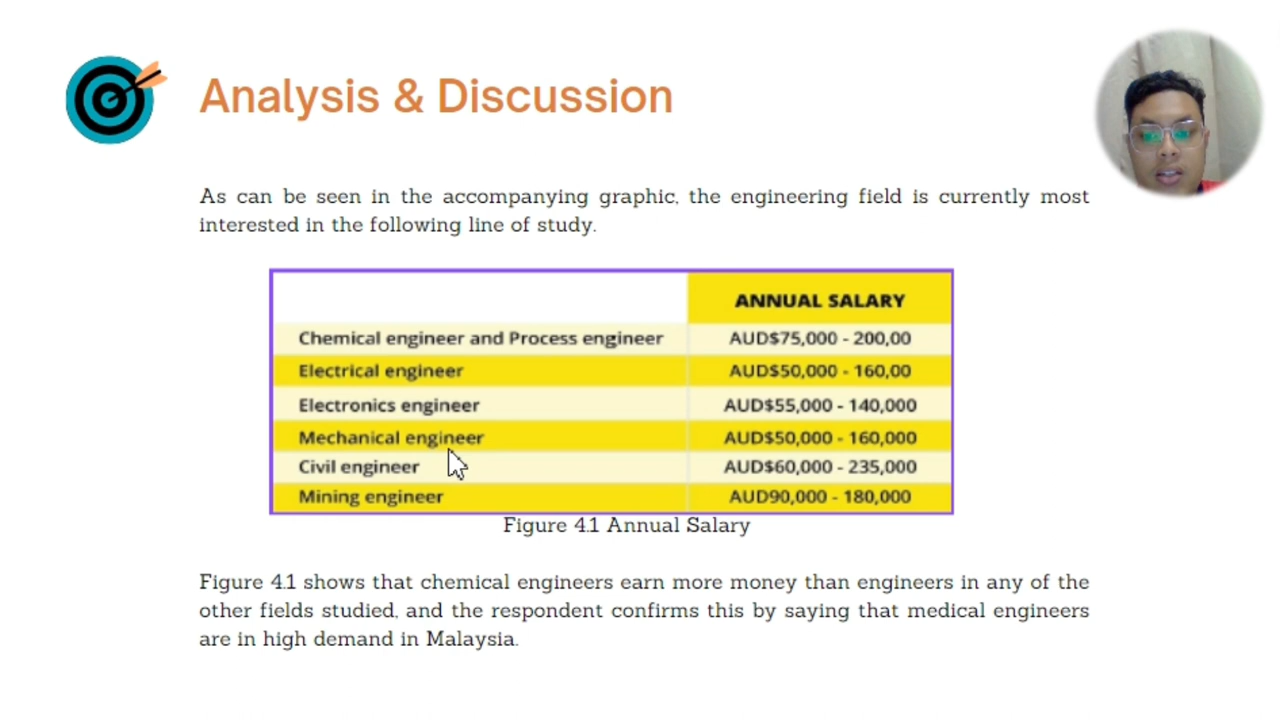 Analysis & Discussion
As can be seen in the accompanying graphic, the engineering field is currently most
interested in the following line of study.
ANNUAL SALARY
Chemical engineer and Process engineer AUD$75,000 - 200,00
Electrical engineer AUD$50,000 - 160,00
Electronics engineer AUD$55,000 - 140,000
Mechanical engineer AUD$50,000 - 160,000
Civil engineer AUD$60,000 - 235,000
Mining engineer AUD90,000 - 180,000
Figure 4.1 Annual Salary
Figure 4.1 shows that chemical engineers earn more money than engineers in any of the
other fields studied, and the respondent confirms this by saying that medical engineers
are in high demand in Malaysia.